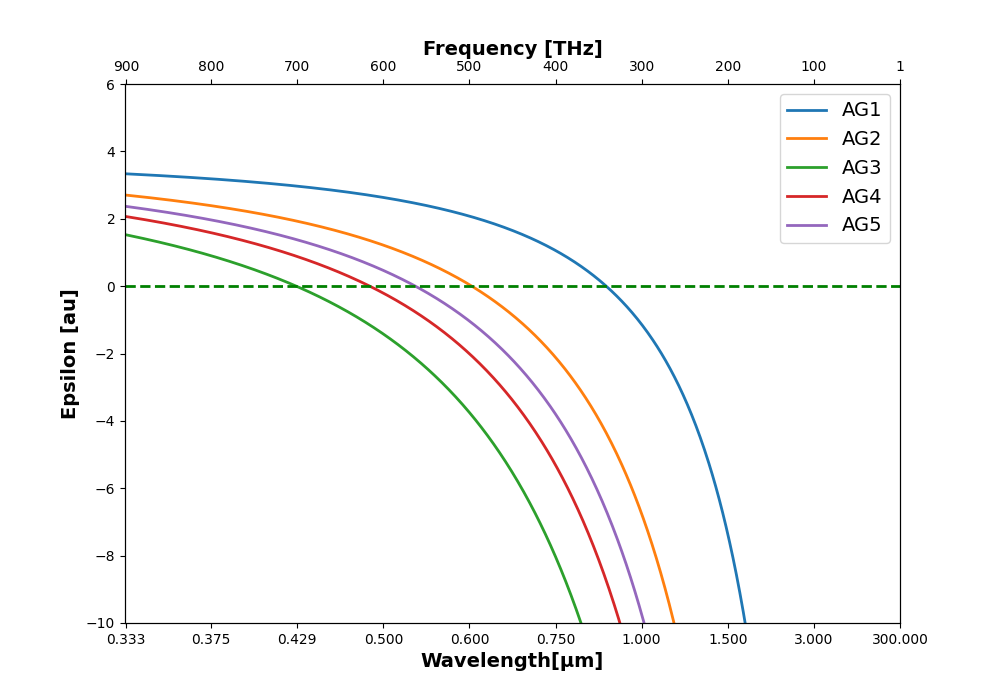 Frequency [THz]
900 800 700 600 500 400 300 200 100 1
6
4
2
0
−2
−4
−6
−8
−10
Epsilon [au]
AG1
AG2
AG3
AG4
AG5
0.333 0.375 0.429 0.500 0.600 0.750 1.000 1.500 3.000 300.000
Wavelength[μm]